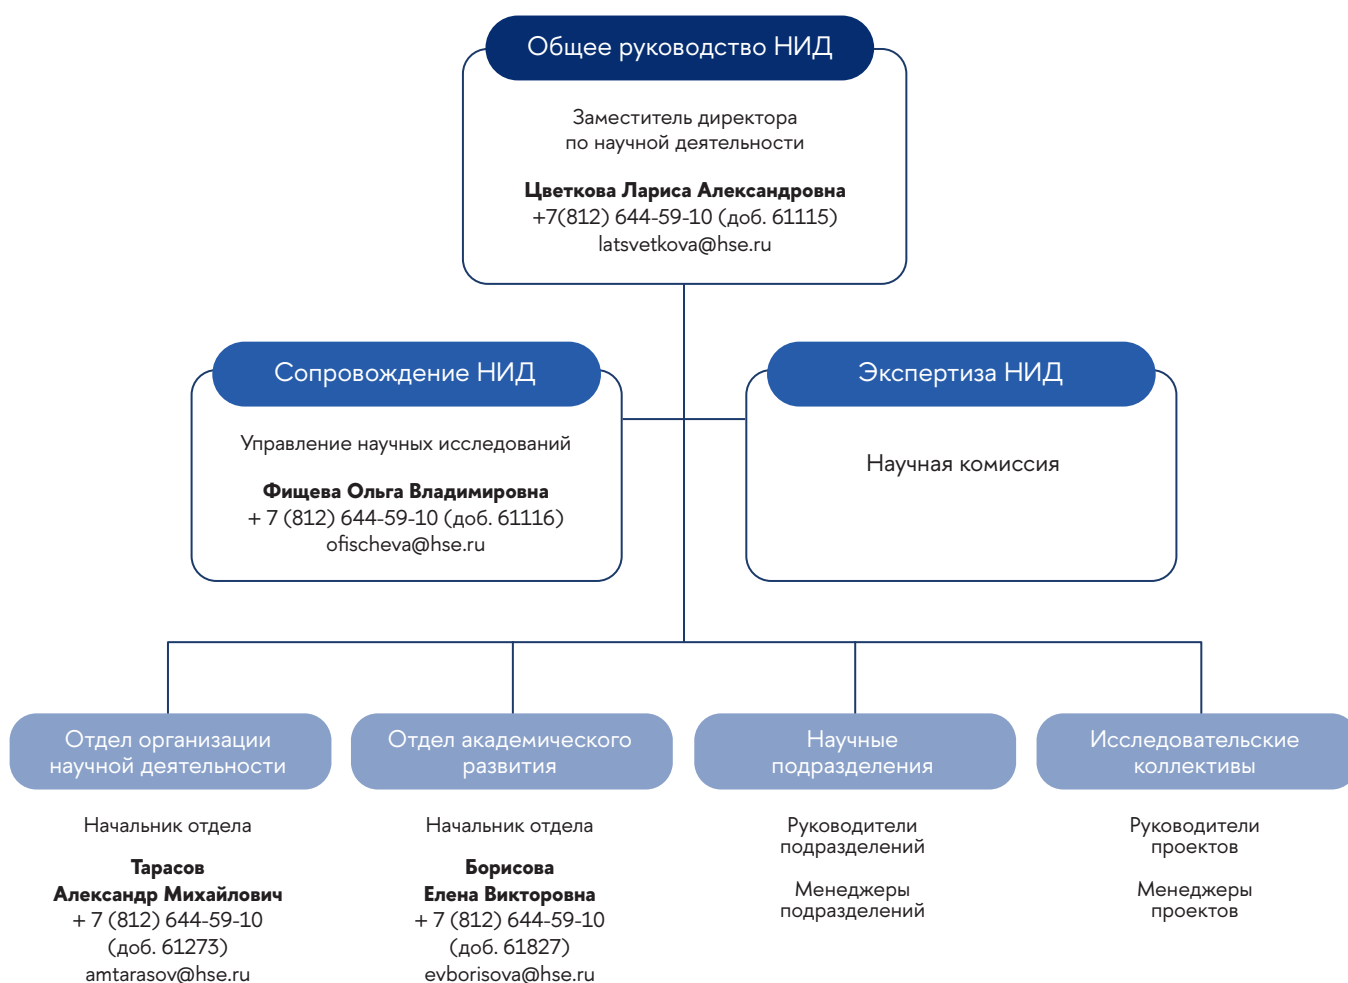 Общее руководство НИД
Заместитель директора
по научной деятельности
Цветкова Лариса Александровна
+7(812) 644-59-10 (доб. 61115)
latsvetkova@hse.ru
Сопровождение НИД
Управление научных исследований
Фищева Ольга Владимировна
+ 7 (812) 644-59-10 (доб. 61116)
ofischeva@hse.ru
Экспертиза НИД
Научная комиссия
Отдел организации
научной деятельности
Начальник отдела
Тарасов
Александр Михайлович
+ 7 (812) 644-59-10
(доб. 61273)
amtarasov@hse.ru
Отдел академического
развития
Начальник отдела
Борисова
Елена Викторовна
+ 7 (812) 644-59-10
(доб. 61827)
evborisova@hse.ru
Научные
подразделения
Руководители
подразделений
Менеджеры
подразделений
Исследовательские
коллективы
Руководители
проектов
Менеджеры
проектов